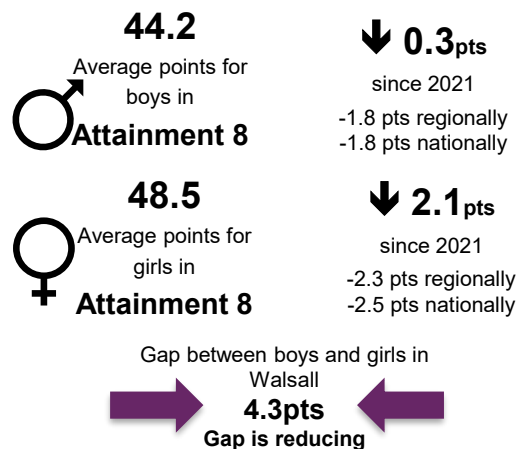 44.2
Average points for
boys in
Attainment 8
0.3pts
since 2021
-1.8 pts regionally
-1.8 pts nationally
48.5
Average points for
girls in
Attainment 8
2.1pts
since 2021
-2.3 pts regionally
-2.5 pts nationally
Gap between boys and girls in
Walsall
4.3pts
Gap is reducing